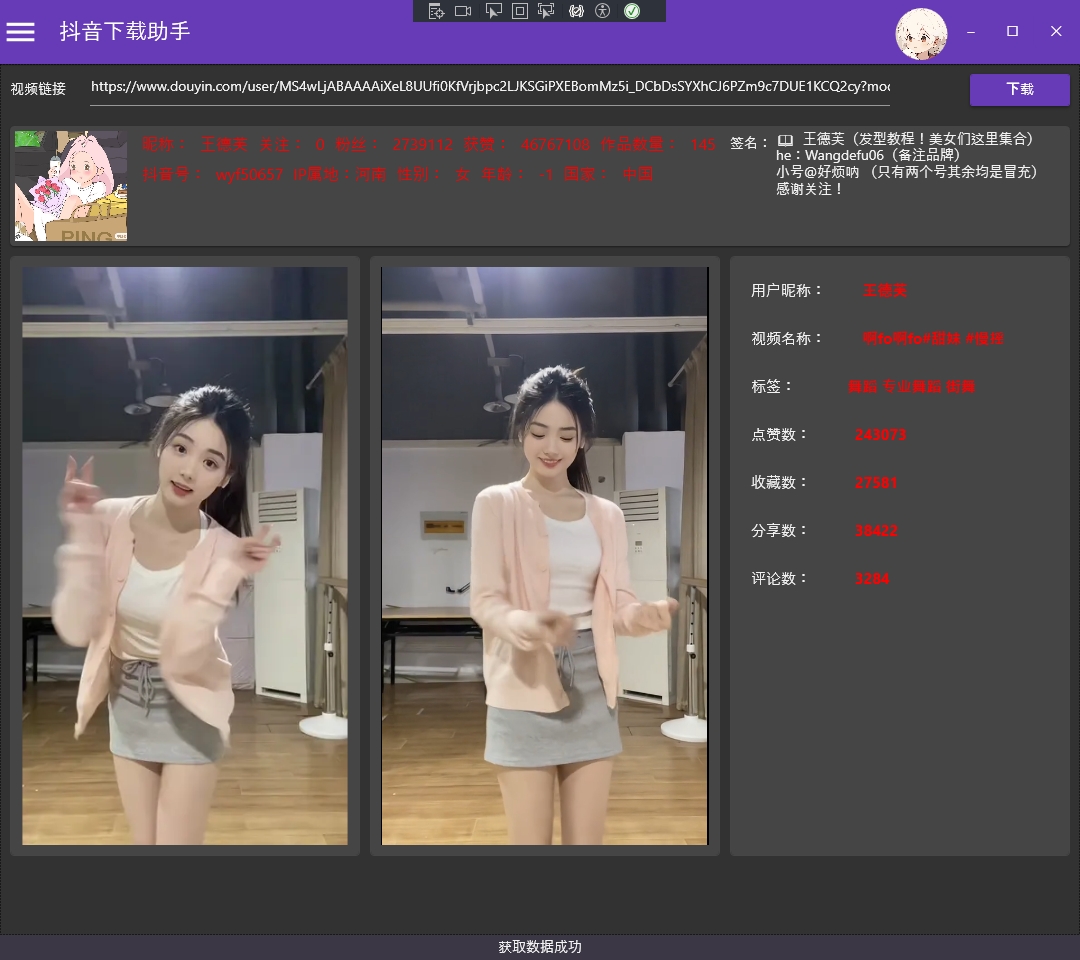 抖音下载助手
视频链接
https://www.douyin.com/user/MS4wLjABAAAAiXeL8UUfi0KfVrjbpc2LJKSGiPXEBomMz5i_DCbDsSYXhCJ6PZm9c7DUE1KCQ2cy?moc
下载
昵称： 王德芙 关注： 0 粉丝： 2739112 获赞： 46767108 作品数量： 145
抖音号： wyf50657 IP属地：河南 性别： 女 年龄： -1 国家： 中国
签名：
王德芙（发型教程！美女们这里集合）
he：Wangdefu06（备注品牌）
小号@好烦呐 （只有两个号其余均是冒充）
感谢关注！
PING
用户昵称： 王德芙
视频名称： 啊fo啊fo#甜妹 #慢摇
标签： 舞蹈 专业舞蹈 街舞
点赞数： 243073
收藏数： 27581
分享数： 38422
评论数： 3284
获取数据成功